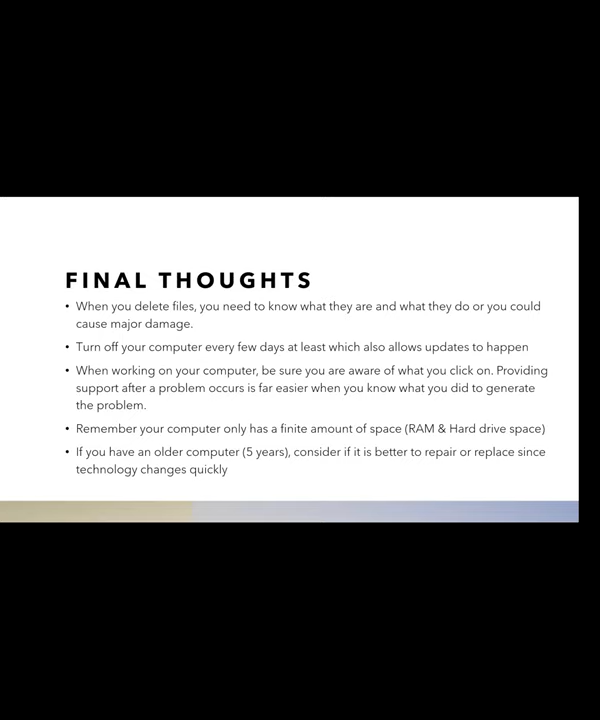 FINAL THOUGHTS
• When you delete files, you need to know what they are and what they do or you could
cause major damage.
• Turn off your computer every few days at least which also allows updates to happen
• When working on your computer, be sure you are aware of what you click on. Providing
support after a problem occurs is far easier when you know what you did to generate
the problem.
• Remember your computer only has a finite amount of space (RAM & Hard drive space)
• If you have an older computer (5 years), consider if it is better to repair or replace since
technology changes quickly